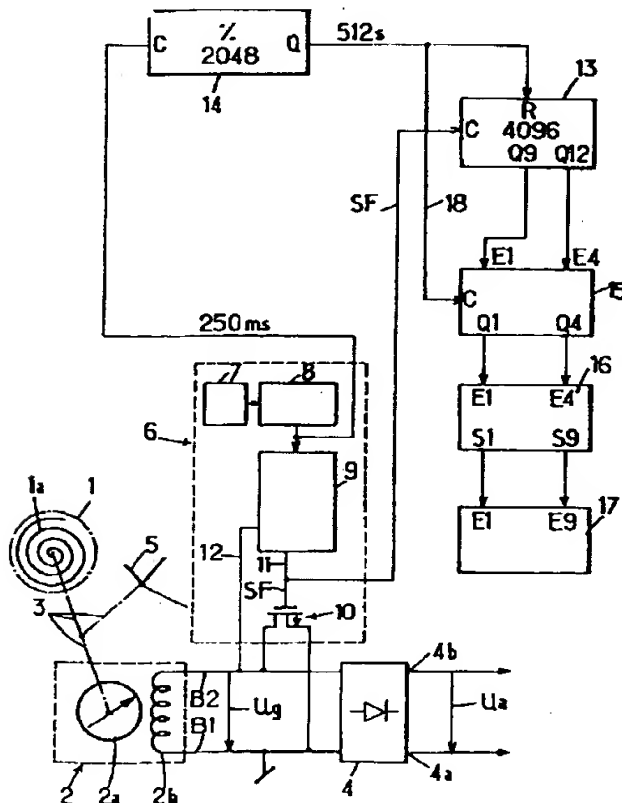 C % Q 512s
2048
14
13
R
C 4096
Q9 Q12
SF
18
E1 E4
C
15
Q1 Q4
250ms
16
E1 E4
S1 S9
7 8
6
9
17
E1 E9
1a 1
5
12
11
3
SF
10
4b
B2
Ug
Ua
B1
2
2a
2b
4
4a